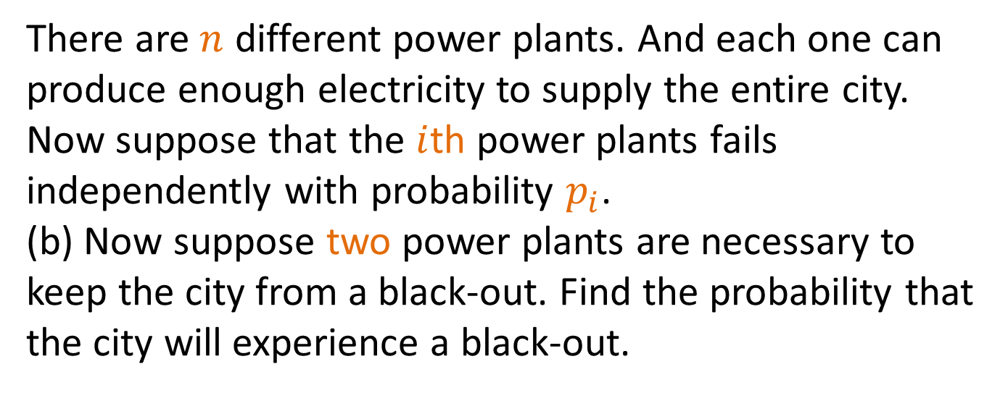 There are n different power plants. And each one can
produce enough electricity to supply the entire city.
Now suppose that the ith power plants fails
independently with probability pᵢ.
(b) Now suppose two power plants are necessary to
keep the city from a black-out. Find the probability that
the city will experience a black-out.